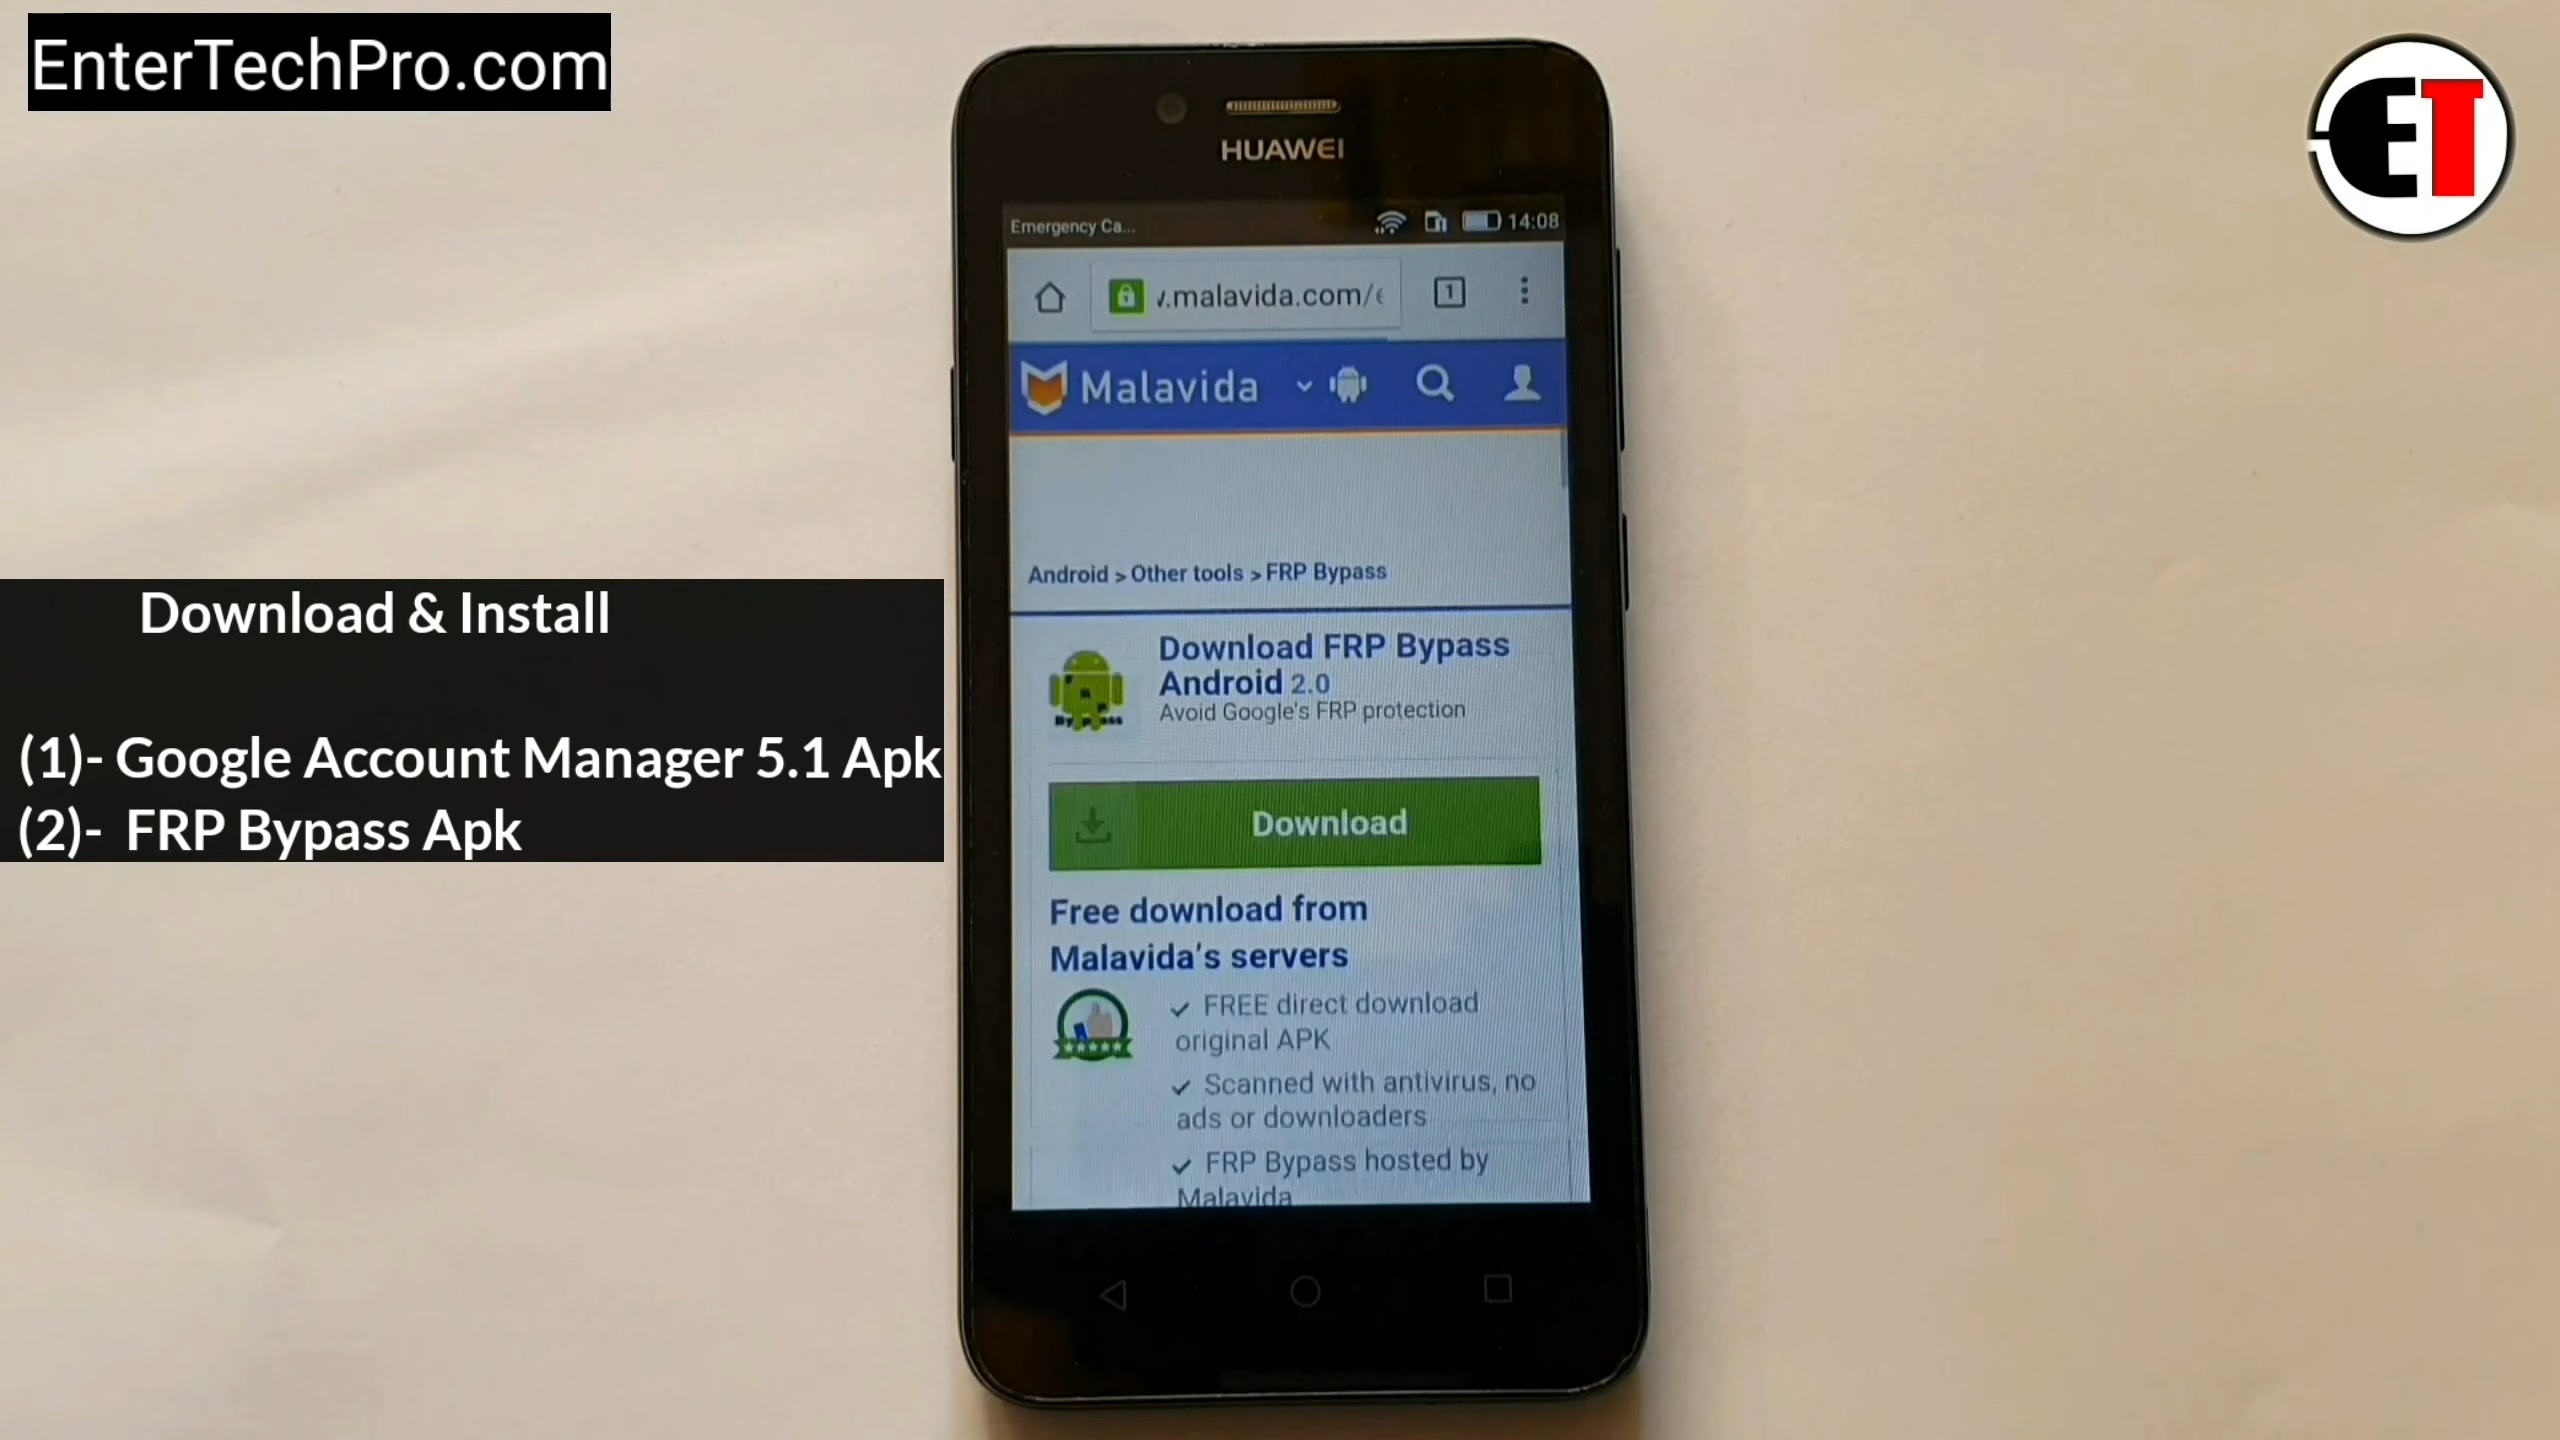 EnterTechPro.com
ET
HUAWEI
Emergency Ca...
14:08
.malavida.com/e
1
Malavida
Android > Other tools > FRP Bypass
Download FRP Bypass
Android 2.0
Avoid Google's FRP protection
Download
Free download from
Malavida's servers
FREE direct download
original APK
Scanned with antivirus, no
ads or downloaders
FRP Bypass hosted by
Malavida
Download & Install
(1)- Google Account Manager 5.1 Apk
(2)- FRP Bypass Apk